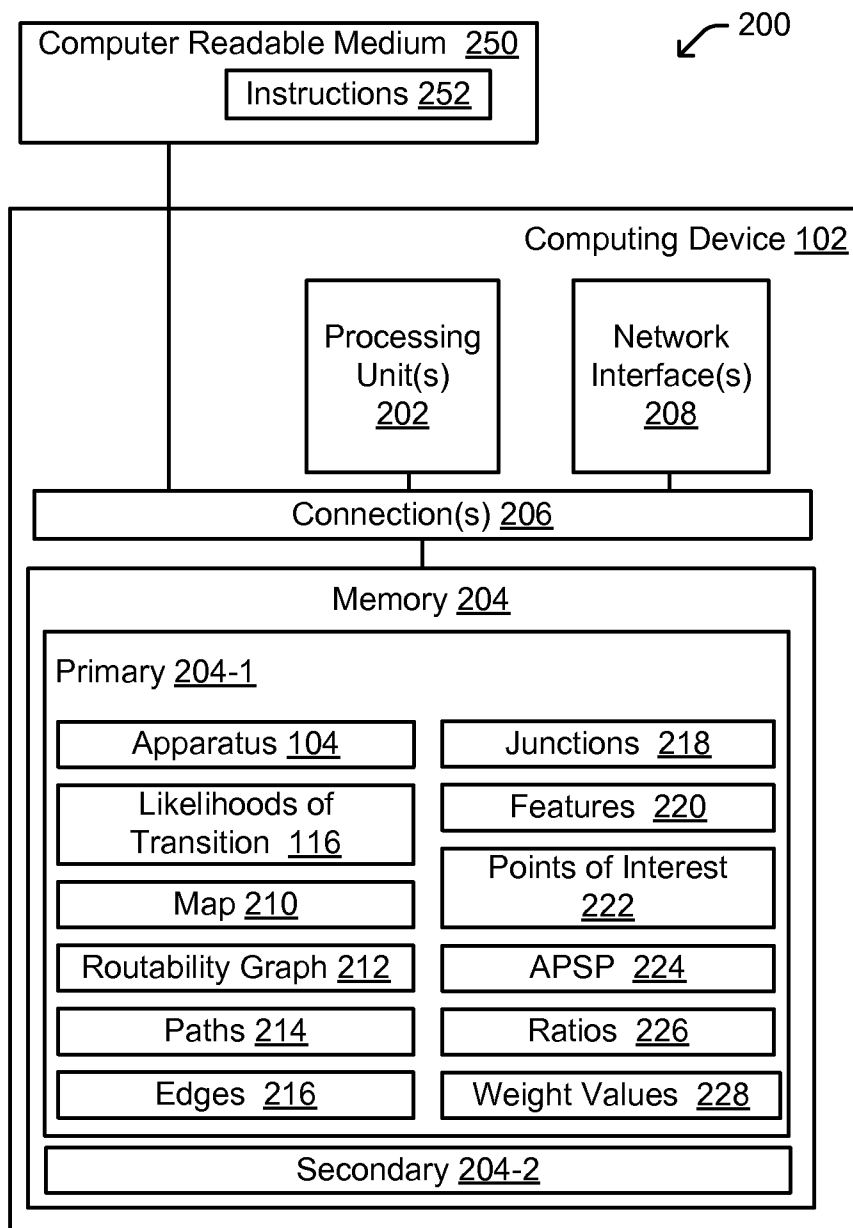 200
Computer Readable Medium 250
Instructions 252
Computing Device 102
Processing
Unit(s)
202
Network
Interface(s)
208
Connection(s) 206
Memory 204
Primary 204-1
Apparatus 104
Likelihoods of
Transition 116
Map 210
Routability Graph 212
Paths 214
Edges 216
Junctions 218
Features 220
Points of Interest
222
APSP 224
Ratios 226
Weight Values 228
Secondary 204-2